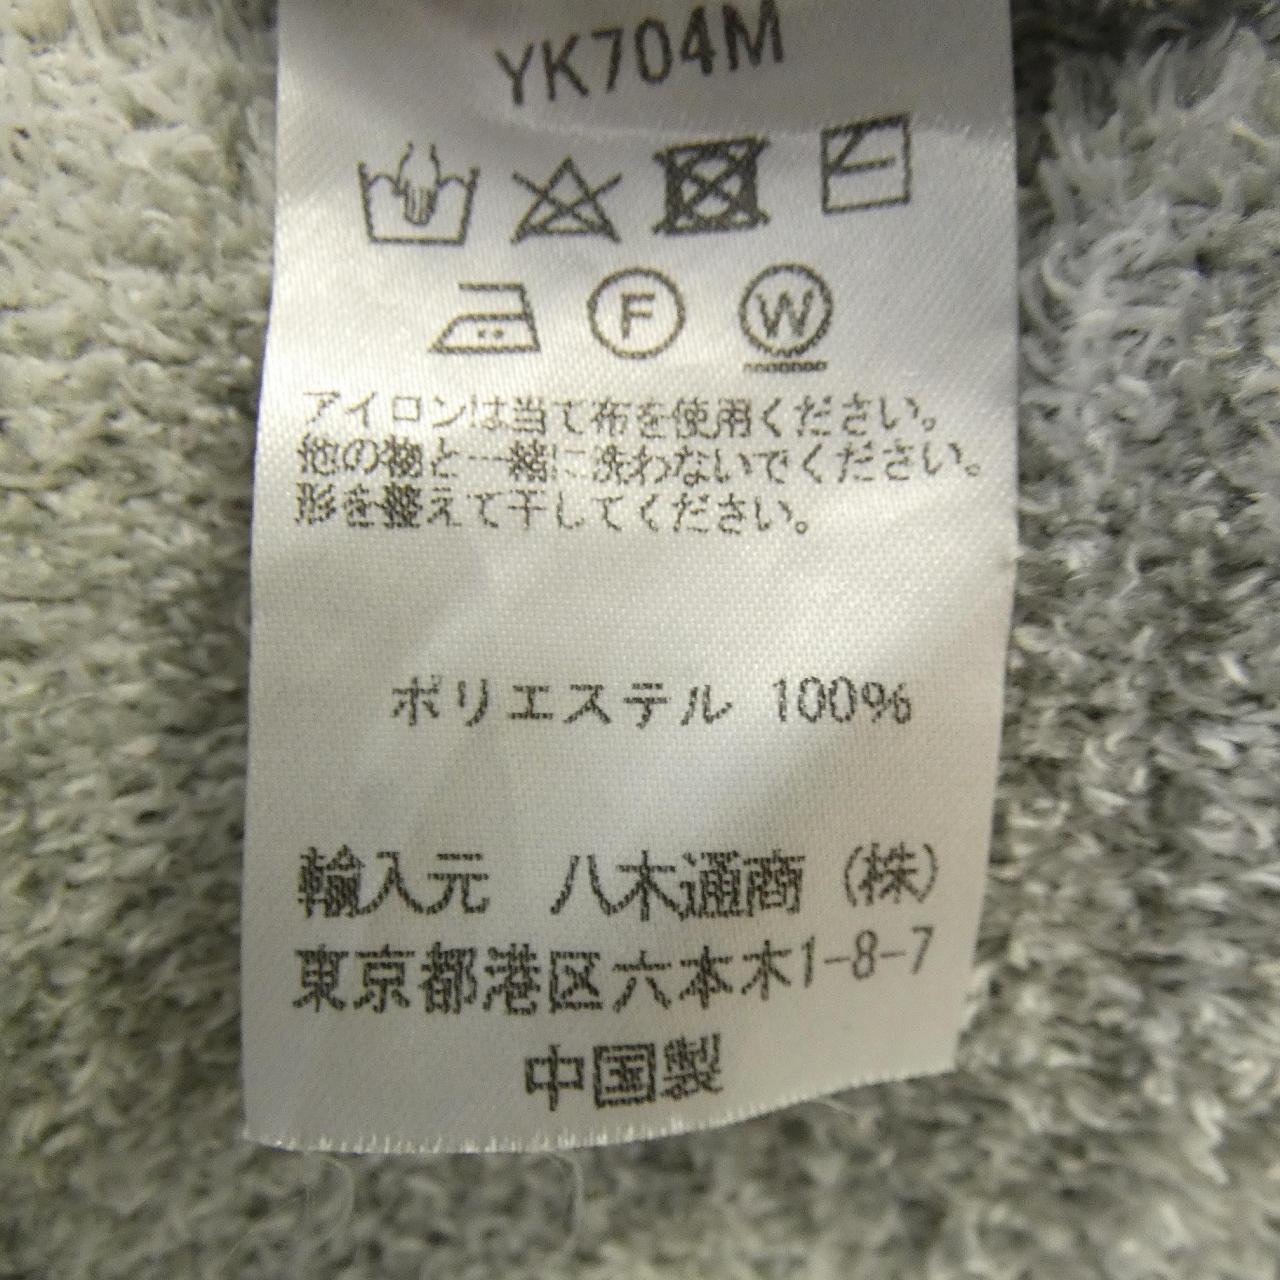 YK704M
F W
アイロンは当て布を使用ください。
他の物と一緒に洗わないでください。
形を整えて干してください。
ポリエステル 100%
輸入元 八木通商(株)
東京都港区六本木1-8-7
中国製